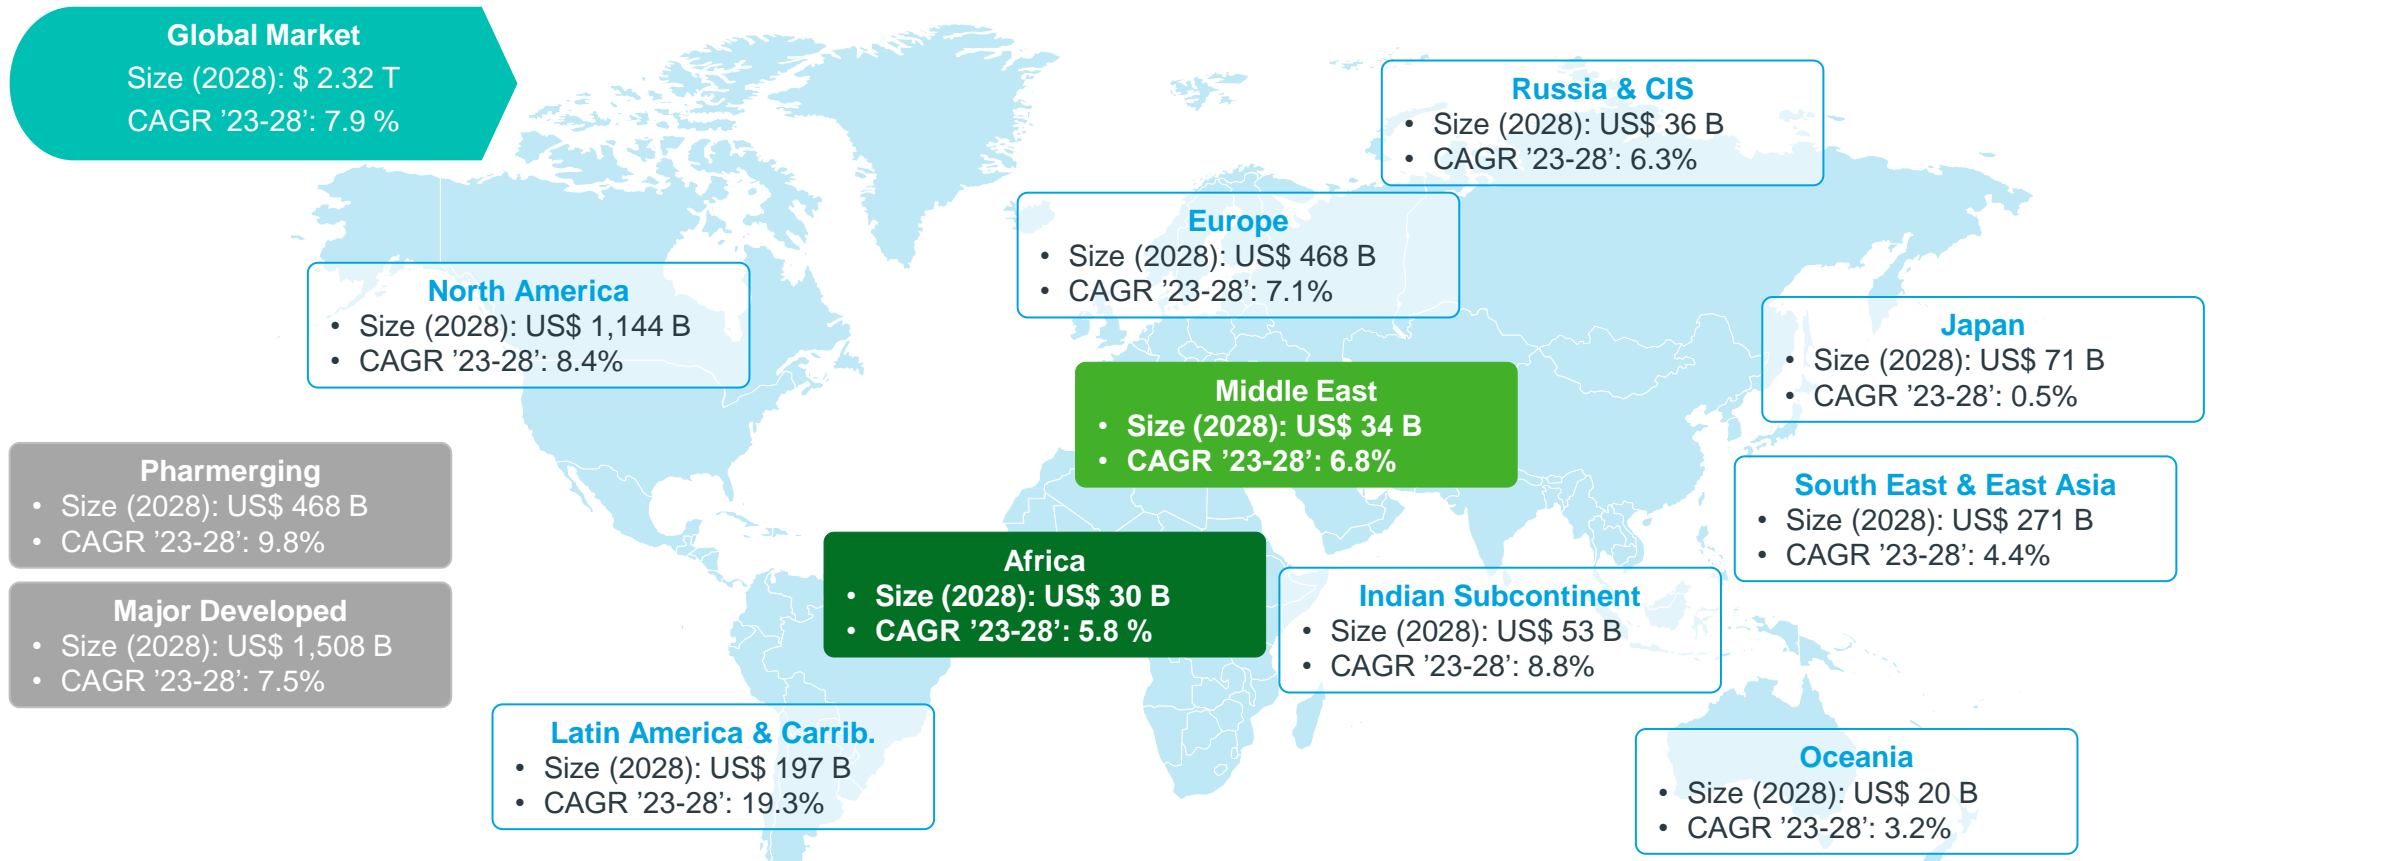 Global Market
Size (2028): $ 2.32 T
CAGR ’23-28’: 7.9 %
Russia & CIS
• Size (2028): US$ 36 B
• CAGR ’23-28’: 6.3%
Europe
• Size (2028): US$ 468 B
• CAGR ’23-28’: 7.1%
North America
• Size (2028): US$ 1,144 B
• CAGR ’23-28’: 8.4%
Japan
• Size (2028): US$ 71 B
• CAGR ’23-28’: 0.5%
Middle East
• Size (2028): US$ 34 B
• CAGR ’23-28’: 6.8%
Pharmerging
• Size (2028): US$ 468 B
• CAGR ’23-28’: 9.8%
South East & East Asia
• Size (2028): US$ 271 B
• CAGR ’23-28’: 4.4%
Africa
• Size (2028): US$ 30 B
• CAGR ’23-28’: 5.8 %
Indian Subcontinent
• Size (2028): US$ 53 B
• CAGR ’23-28’: 8.8%
Major Developed
• Size (2028): US$ 1,508 B
• CAGR ’23-28’: 7.5%
Latin America & Carrib.
• Size (2028): US$ 197 B
• CAGR ’23-28’: 19.3%
Oceania
• Size (2028): US$ 20 B
• CAGR ’23-28’: 3.2%